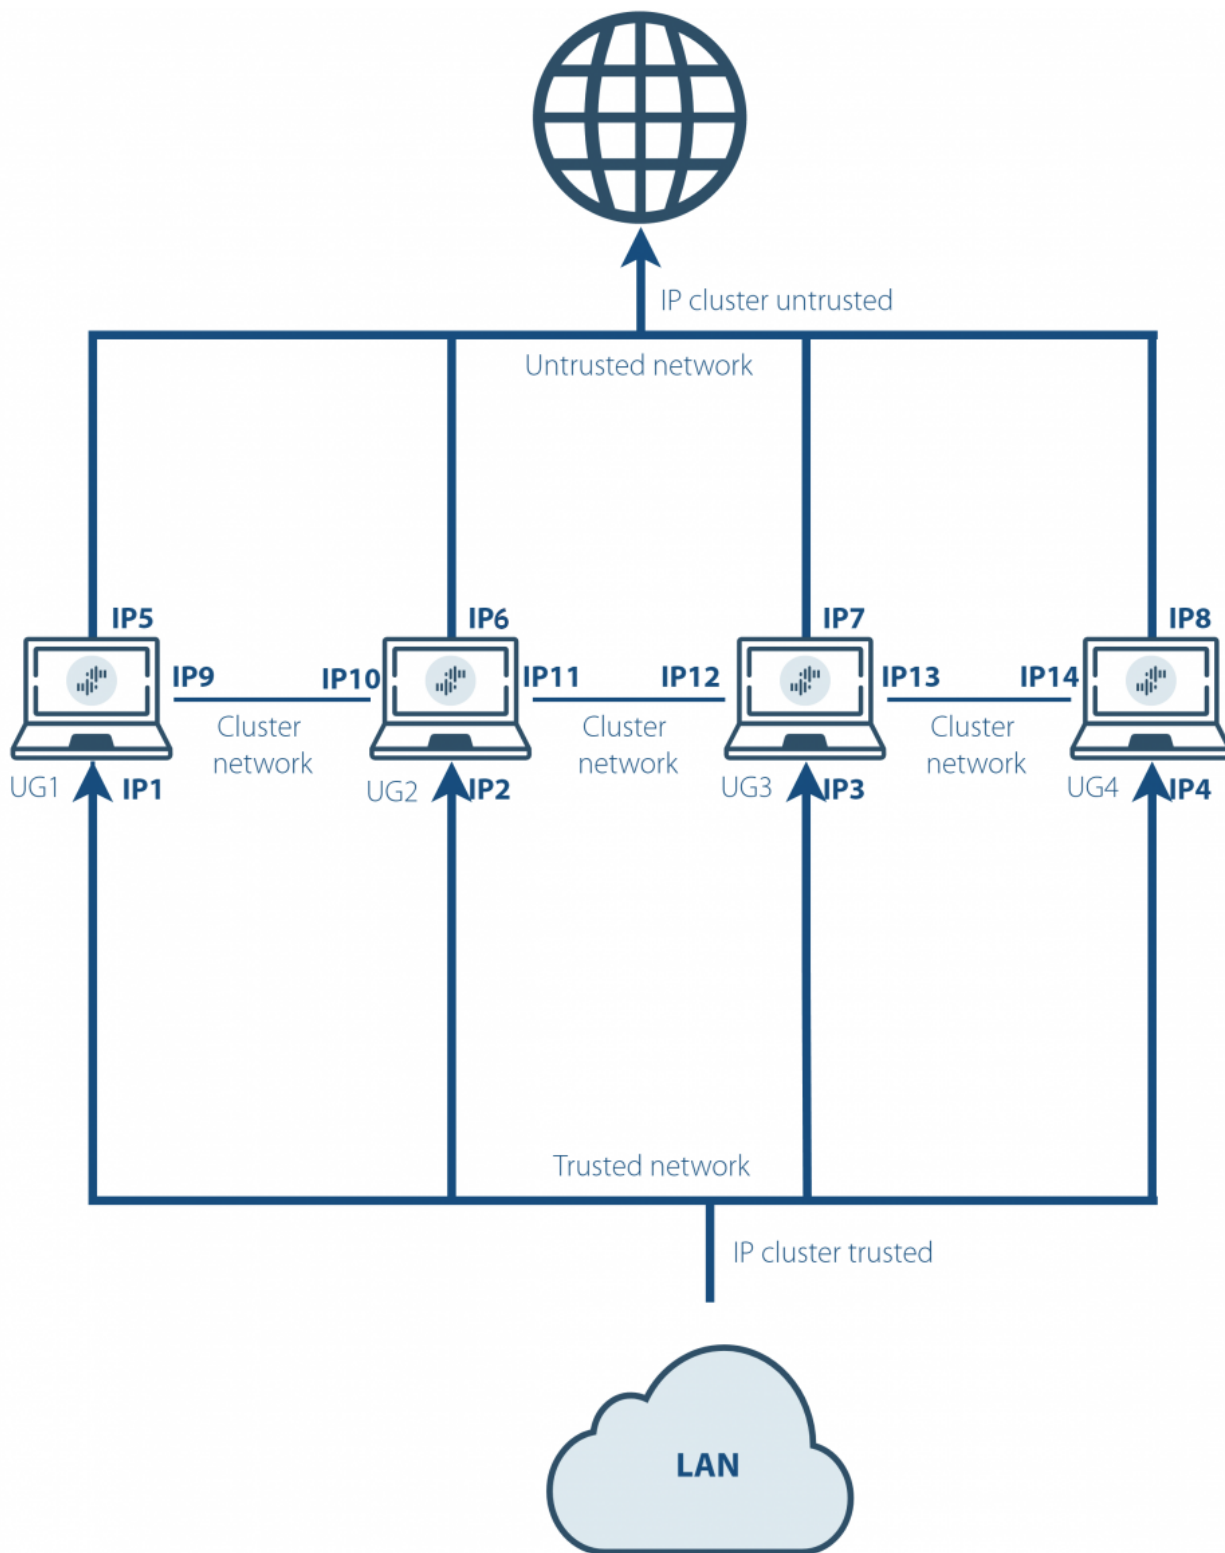 IP cluster untrusted
Untrusted network
IP5
IP6
IP7
IP8
IP9
IP10
IP11
IP12
IP13
IP14
Cluster
network
Cluster
network
Cluster
network
UG1
IP1
UG2
IP2
UG3
IP3
UG4
IP4
Trusted network
IP cluster trusted
LAN